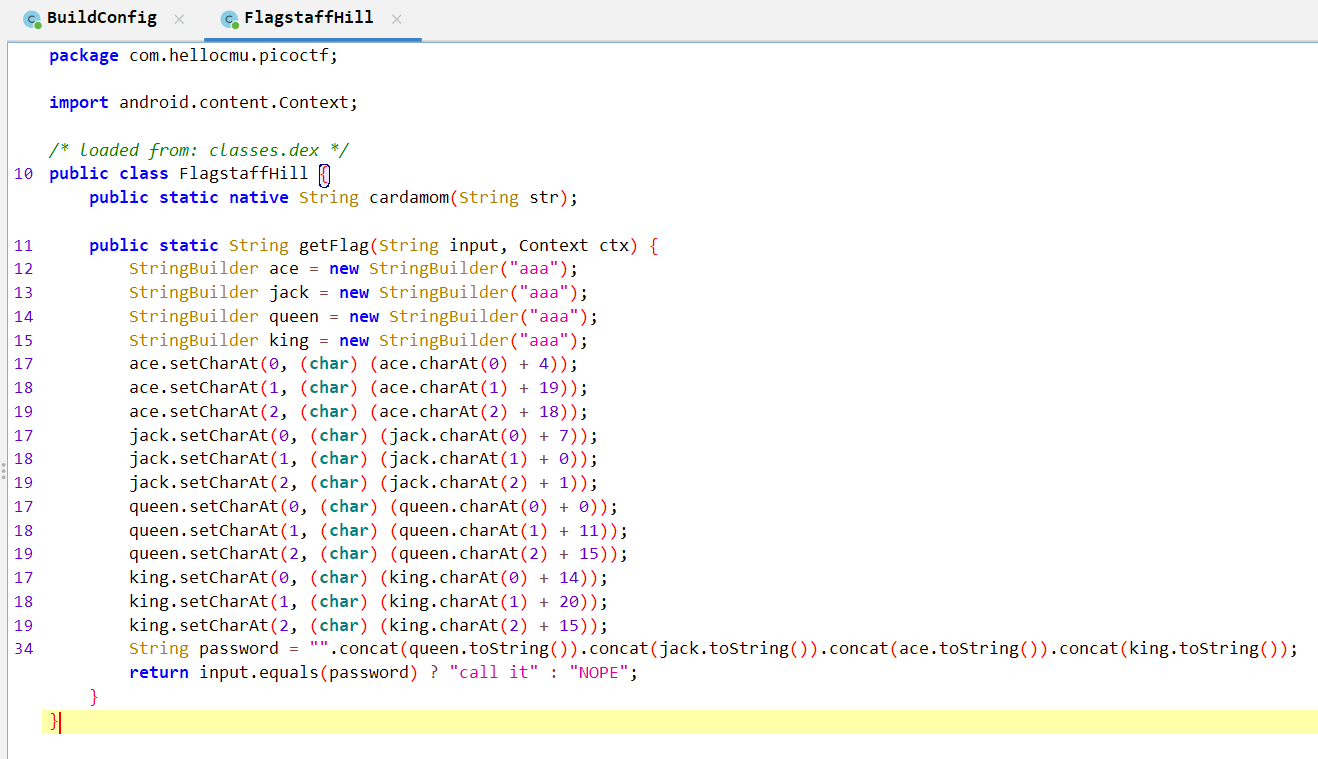 BuildConfig × FlagstaffHill ×
package com.hellocmu.picoctf;
import android.content.Context;
/* loaded from: classes.dex */
10 public class FlagstaffHill {
public static native String cardamom(String str);
11 public static String getFlag(String input, Context ctx) {
12 StringBuilder ace = new StringBuilder("aaa");
13 StringBuilder jack = new StringBuilder("aaa");
14 StringBuilder queen = new StringBuilder("aaa");
15 StringBuilder king = new StringBuilder("aaa");
17 ace.setCharAt(0, (char) (ace.charAt(0) + 4));
18 ace.setCharAt(1, (char) (ace.charAt(1) + 19));
19 ace.setCharAt(2, (char) (ace.charAt(2) + 18));
17 jack.setCharAt(0, (char) (jack.charAt(0) + 7));
18 jack.setCharAt(1, (char) (jack.charAt(1) + 0));
19 jack.setCharAt(2, (char) (jack.charAt(2) + 1));
17 queen.setCharAt(0, (char) (queen.charAt(0) + 0));
18 queen.setCharAt(1, (char) (queen.charAt(1) + 11));
19 queen.setCharAt(2, (char) (queen.charAt(2) + 15));
17 king.setCharAt(0, (char) (king.charAt(0) + 14));
18 king.setCharAt(1, (char) (king.charAt(1) + 20));
19 king.setCharAt(2, (char) (king.charAt(2) + 15));
34 String password = "".concat(queen.toString()).concat(jack.toString()).concat(ace.toString()).concat(king.toString());
return input.equals(password) ? "call it" : "NOPE";
}
}